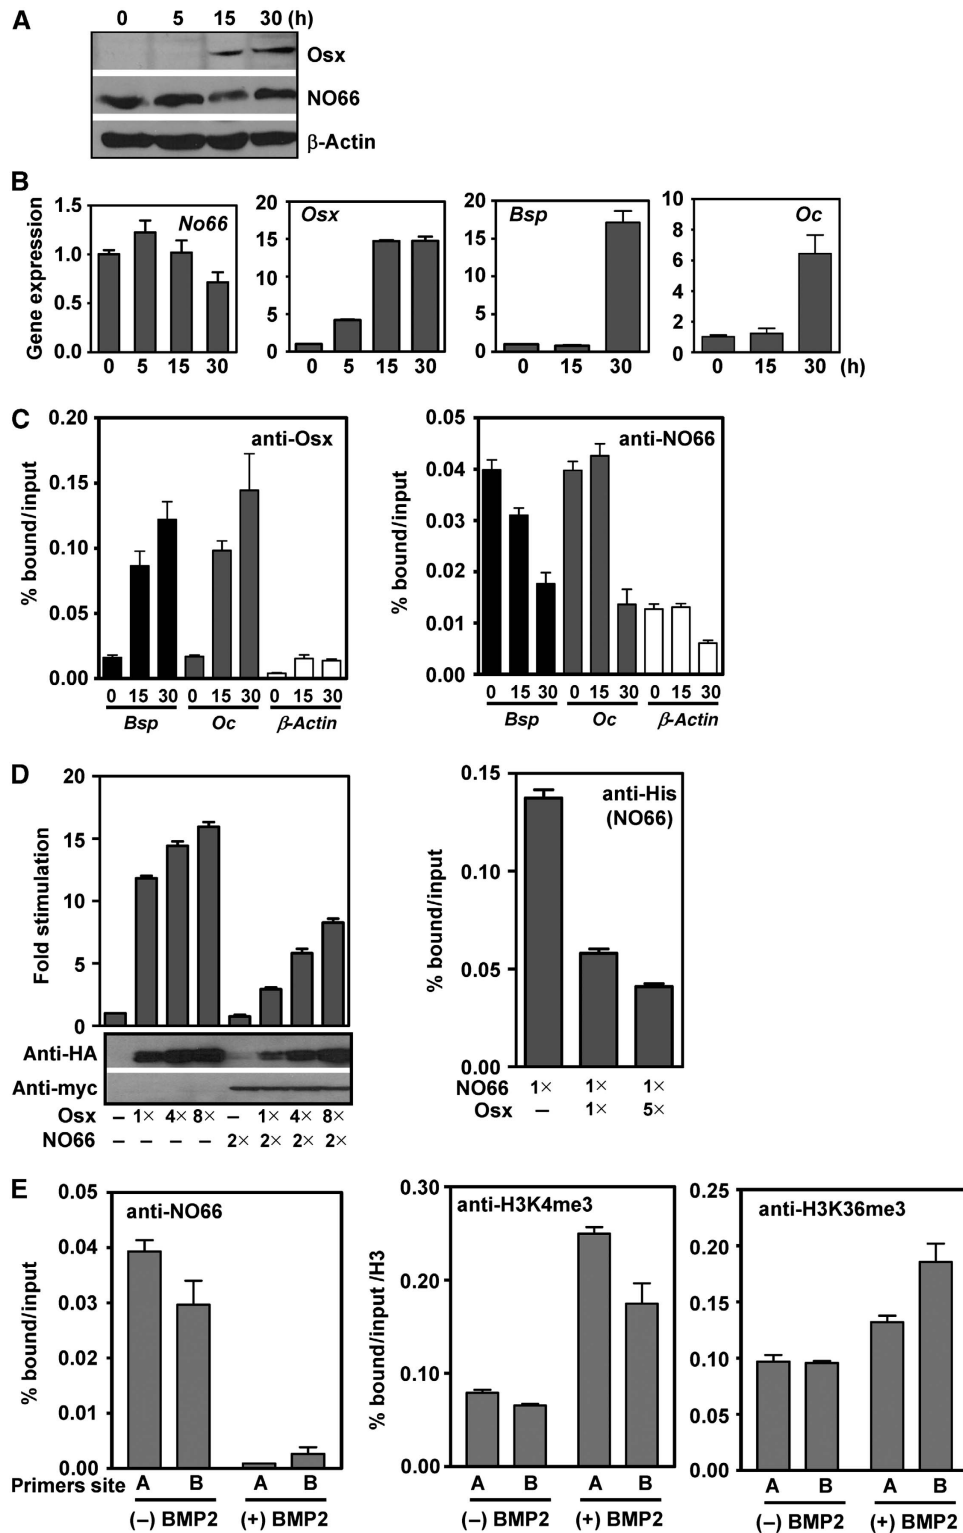 A
0 5 15 30 (h)
Osx
NO66
β-Actin
B
Gene expression
1.5
1.0
0.5
0.0
No66
0 5 15 30
20
15
10
5
0
Osx
0 5 15 30
20
15
10
5
0
Bsp
0 15 30
10
8
6
4
2
0
Oc
0 15 30 (h)
C
% bound/input
0.20
0.15
0.10
0.05
0.00
anti-Osx
0 15 30 0 15 30 0 15 30
Bsp Oc β-Actin
% bound/input
0.05
0.04
0.03
0.02
0.01
0.00
anti-NO66
0 15 30 0 15 30 0 15 30
Bsp Oc β-Actin
D
Fold stimulation
20
15
10
5
0
Anti-HA
Anti-myc
Osx – 1× 4× 8× – 1× 4× 8×
NO66 – – – – 2× 2× 2× 2×
% bound/input
0.15
0.10
0.05
0.00
anti-His
(NO66)
NO66 1× 1× 1×
Osx – 1× 5×
E
% bound/input
0.05
0.04
0.03
0.02
0.01
0.00
anti-NO66
Primers site A B A B
(–) BMP2 (+) BMP2
% bound/input /H3
0.30
0.20
0.10
0.00
anti-H3K4me3
A B A B
(–) BMP2 (+) BMP2
0.25
0.20
0.15
0.10
0.05
0.00
anti-H3K36me3
A B A B
(–) BMP2 (+) BMP2